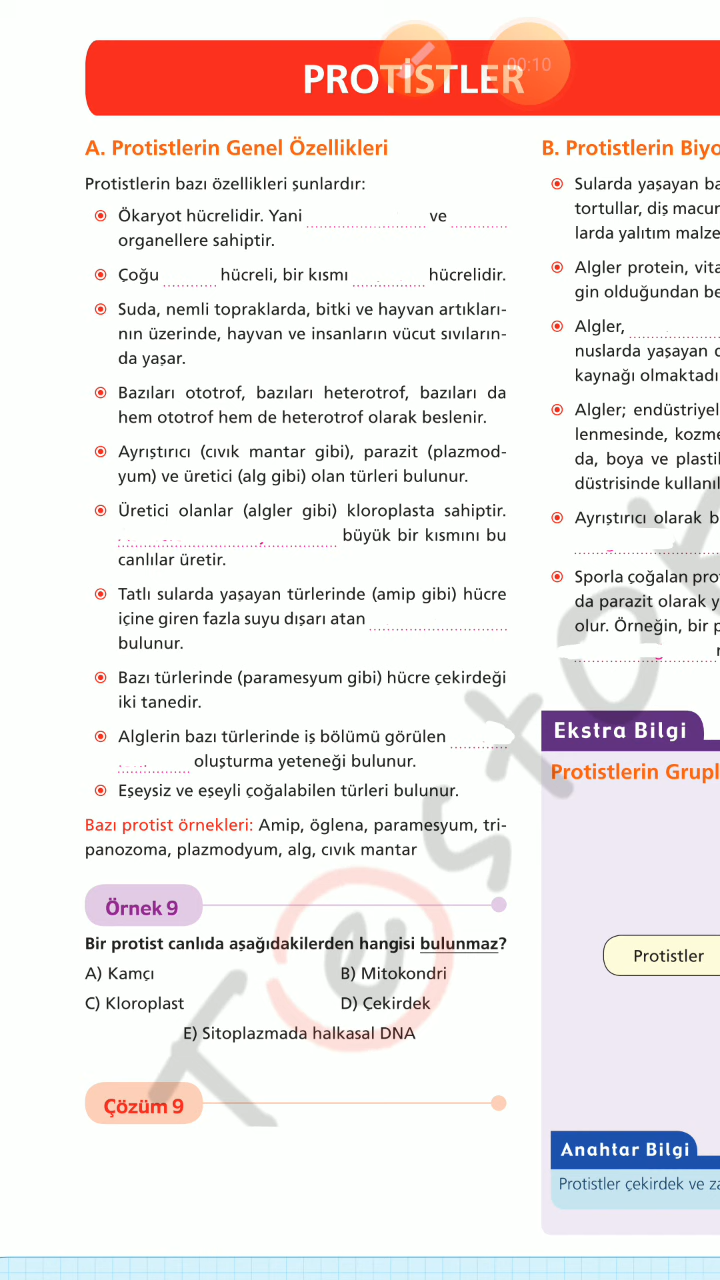 00:10
PROTİSTLER
A. Protistlerin Genel Özellikleri
Protistlerin bazı özellikleri şunlardır:
Ökaryot hücrelidir. Yani ve
organellere sahiptir.
Çoğu hücreli, bir kısmı hücrelidir.
Suda, nemli topraklarda, bitki ve hayvan artıkları-
nın üzerinde, hayvan ve insanların vücut sıvıların-
da yaşar.
Bazıları ototrof, bazıları heterotrof, bazıları da
hem ototrof hem de heterotrof olarak beslenir.
Ayrıştırıcı (cıvık mantar gibi), parazit (plazmod-
yum) ve üretici (alg gibi) olan türleri bulunur.
Üretici olanlar (algler gibi) kloroplasta sahiptir.
büyük bir kısmını bu
canlılar üretir.
Tatlı sularda yaşayan türlerinde (amip gibi) hücre
içine giren fazla suyu dışarı atan
bulunur.
Bazı türlerinde (paramesyum gibi) hücre çekirdeği
iki tanedir.
Alglerin bazı türlerinde iş bölümü görülen
oluşturma yeteneği bulunur.
Eşeysiz ve eşeyli çoğalabilen türleri bulunur.
Bazı protist örnekleri: Amip, öglena, paramesyum, tri-
panozoma, plazmodyum, alg, cıvık mantar
Örnek 9
Bir protist canlıda aşağıdakilerden hangisi bulunmaz?
A) Kamçı B) Mitokondri
C) Kloroplast D) Çekirdek
E) Sitoplazmada halkasal DNA
Çözüm 9
B. Protistlerin Biyo
Sularda yaşayan ba
tortullar, diş macun
larda yalıtım malze
Algler protein, vita
gin olduğundan be
Algler,
nuslarda yaşayan
kaynağı olmaktadı
Algler; endüstriyel
lenmesinde, kozme
da, boya ve plastik
düstrisinde kullanıl
Ayrıştırıcı olarak b
Sporla çoğalan prot
da parazit olarak y
olur. Örneğin, bir p
Ekstra Bilgi
Protistlerin Grupl
Protistler
Anahtar Bilgi
Protistler çekirdek ve za